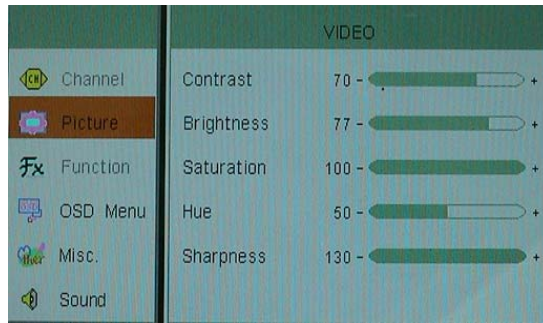 VIDEO
Channel
Picture
Function
OSD Menu
Misc.
Sound
Contrast 70 - +
Brightness 77 - +
Saturation 100 - +
Hue 50 - +
Sharpness 130 - +